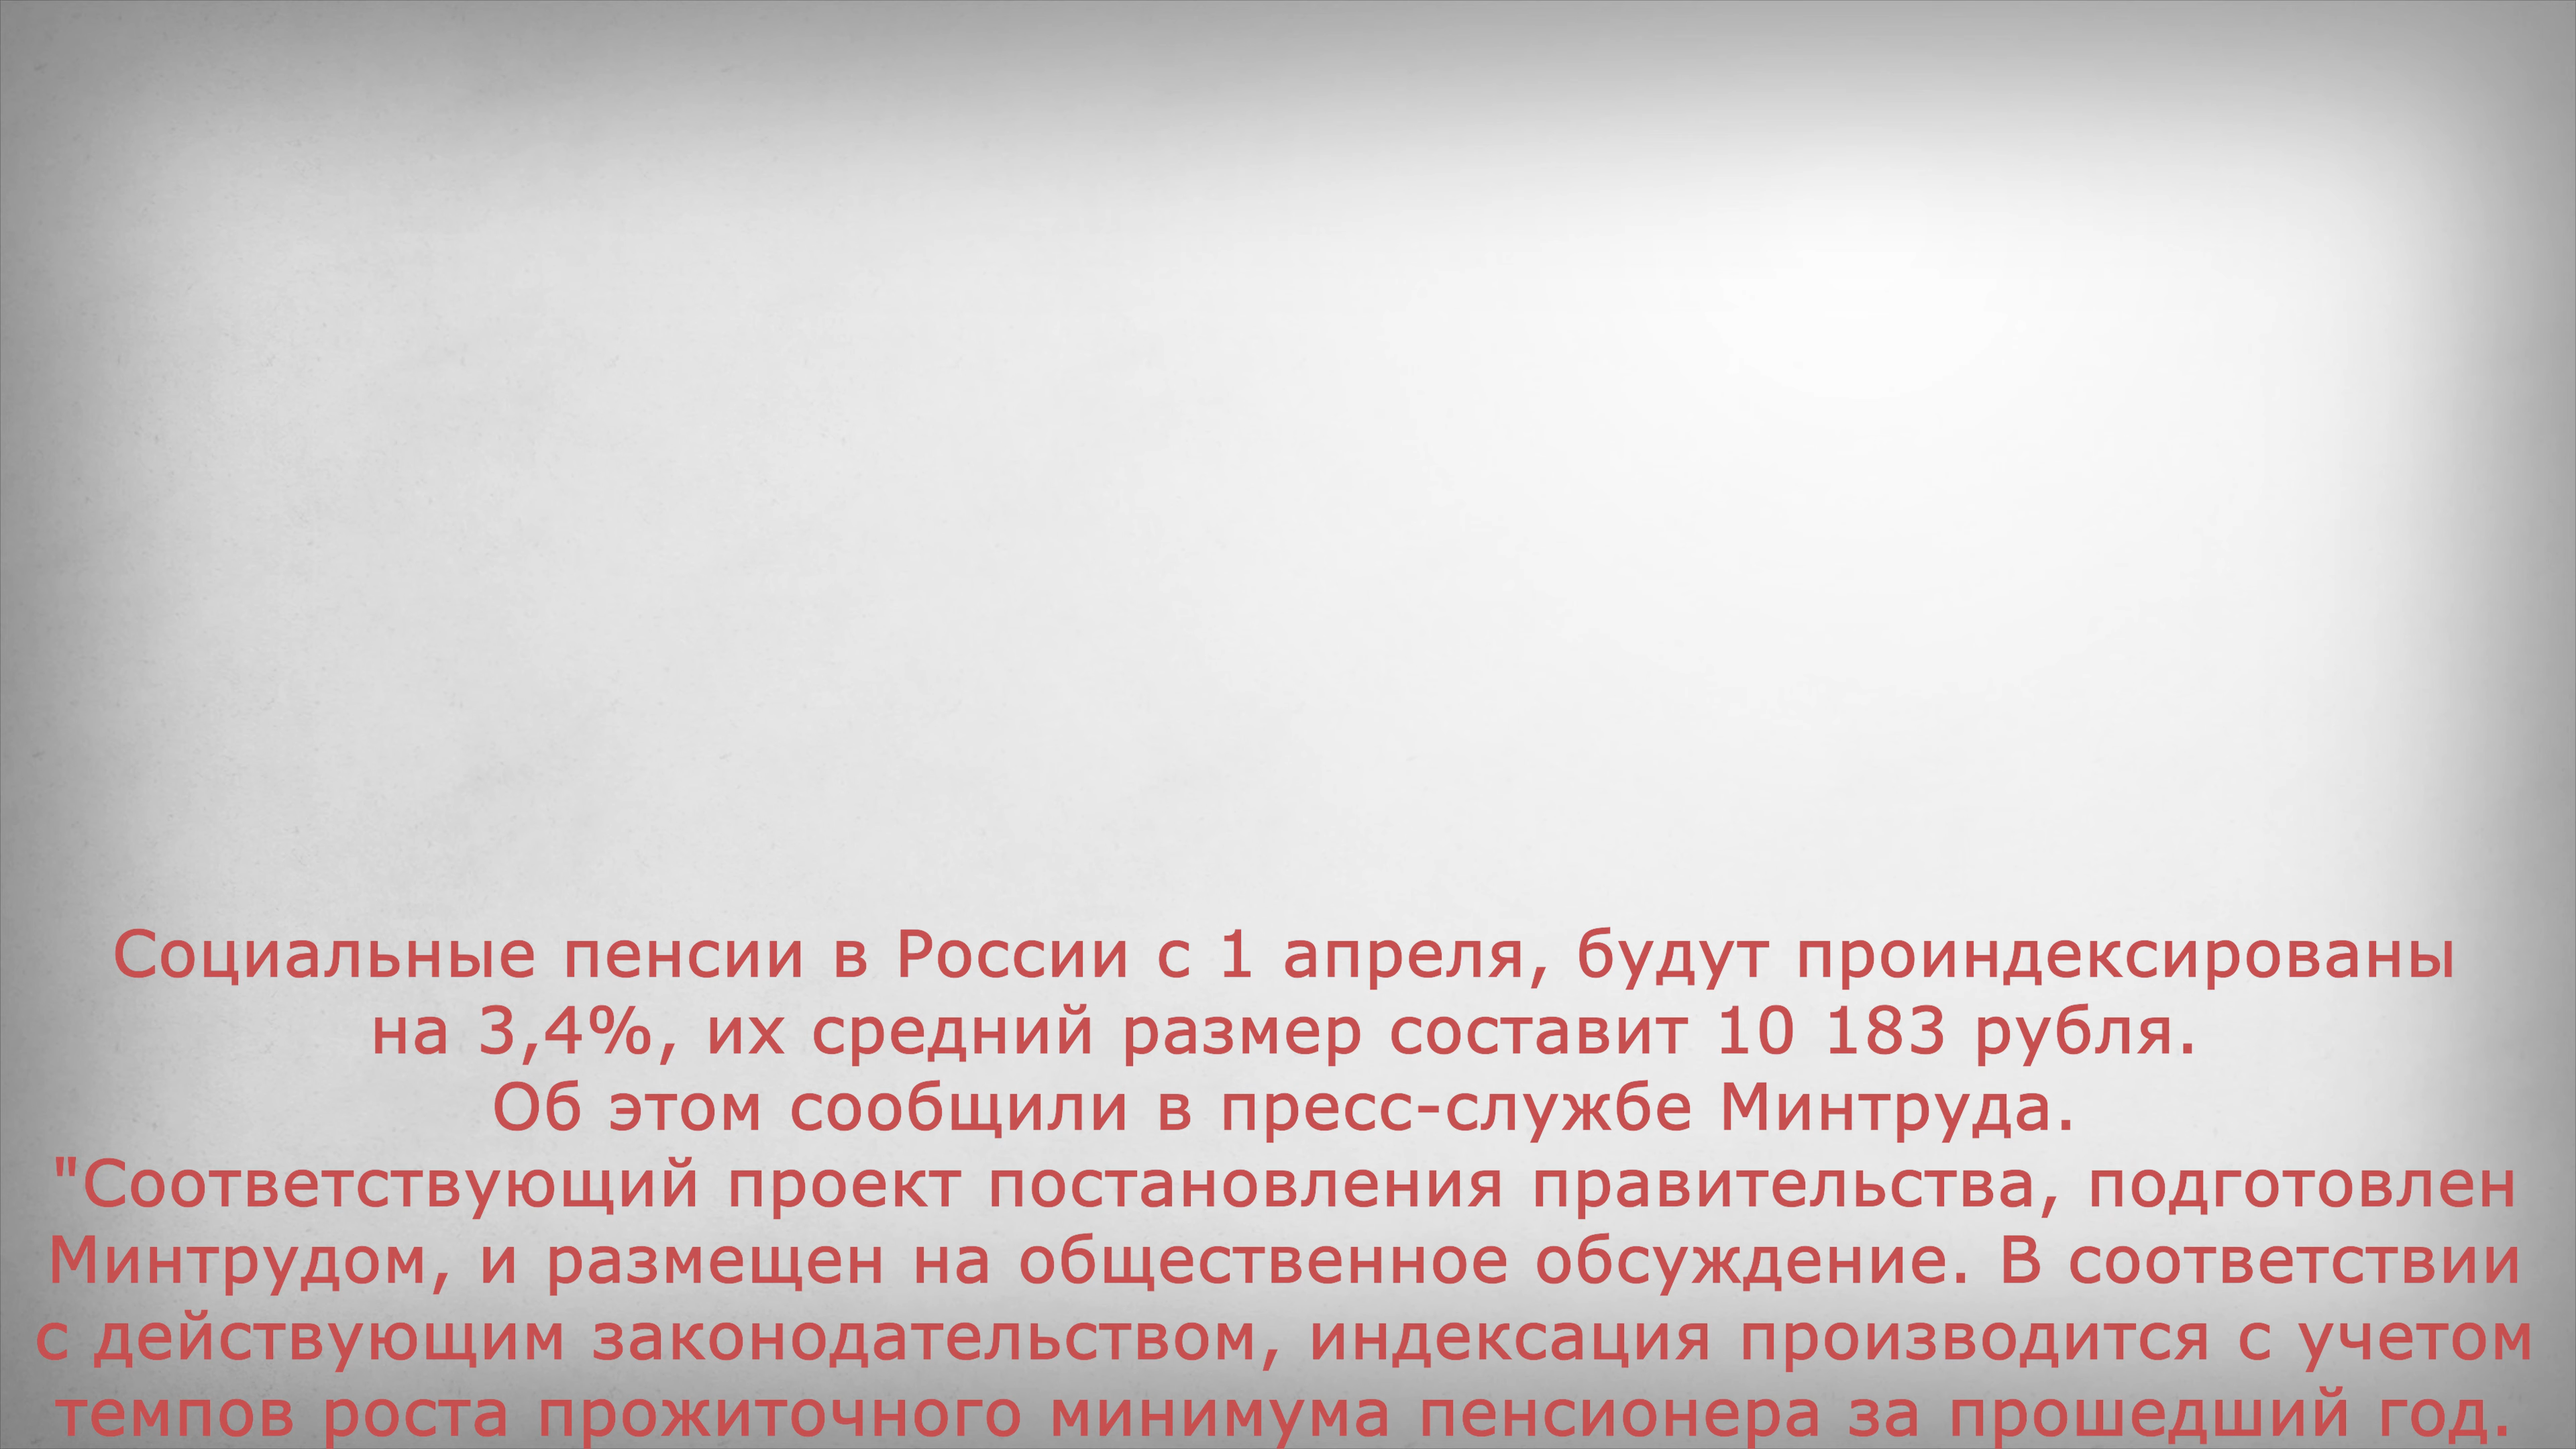 Социальные пенсии в России с 1 апреля, будут проиндексированы
на 3,4%, их средний размер составит 10 183 рубля.
Об этом сообщили в пресс-службе Минтруда.
"Соответствующий проект постановления правительства, подготовлен
Минтрудом, и размещен на общественное обсуждение. В соответствии
с действующим законодательством, индексация производится с учетом
темпов роста прожиточного минимума пенсионера за прошедший год.